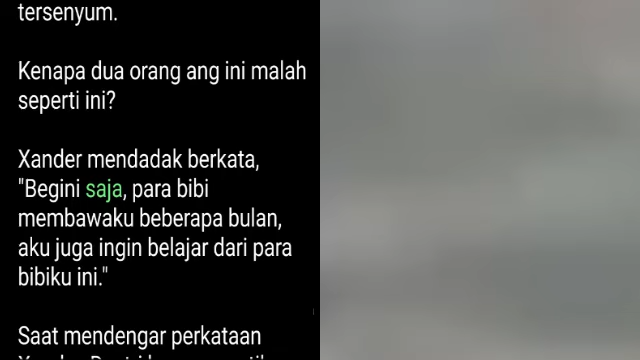 tersenyum.
Kenapa dua orang ang ini malah
seperti ini?
Xander mendadak berkata,
"Begini saja, para bibi
membawaku beberapa bulan,
aku juga ingin belajar dari para
bibiku ini."
Saat mendengar perkataan